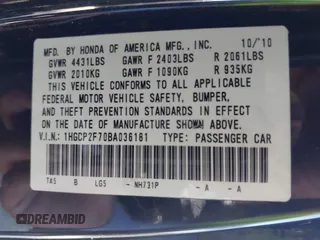 MFD. BY HONDA OF AMERICA MFG., INC. 10/10
GVWR 4431LBS GAWR F 2403LBS R 2061LBS
GVWR 2010KG GAWR F 1090KG R 935KG
THIS VEHICLE CONFORMS TO ALL APPLICABLE
FEDERAL MOTOR VEHICLE SAFETY, BUMPER,
AND THEFT PREVENTION STANDARDS IN EFFECT
ON THE DATE OF MANUFACTURE SHOWN ABOVE.
V.I.N.: 1HGCP2F70BA036161 TYPE: PASSENGER CAR
TA5 B LG5 - NH731P - A - A
DREAMBID